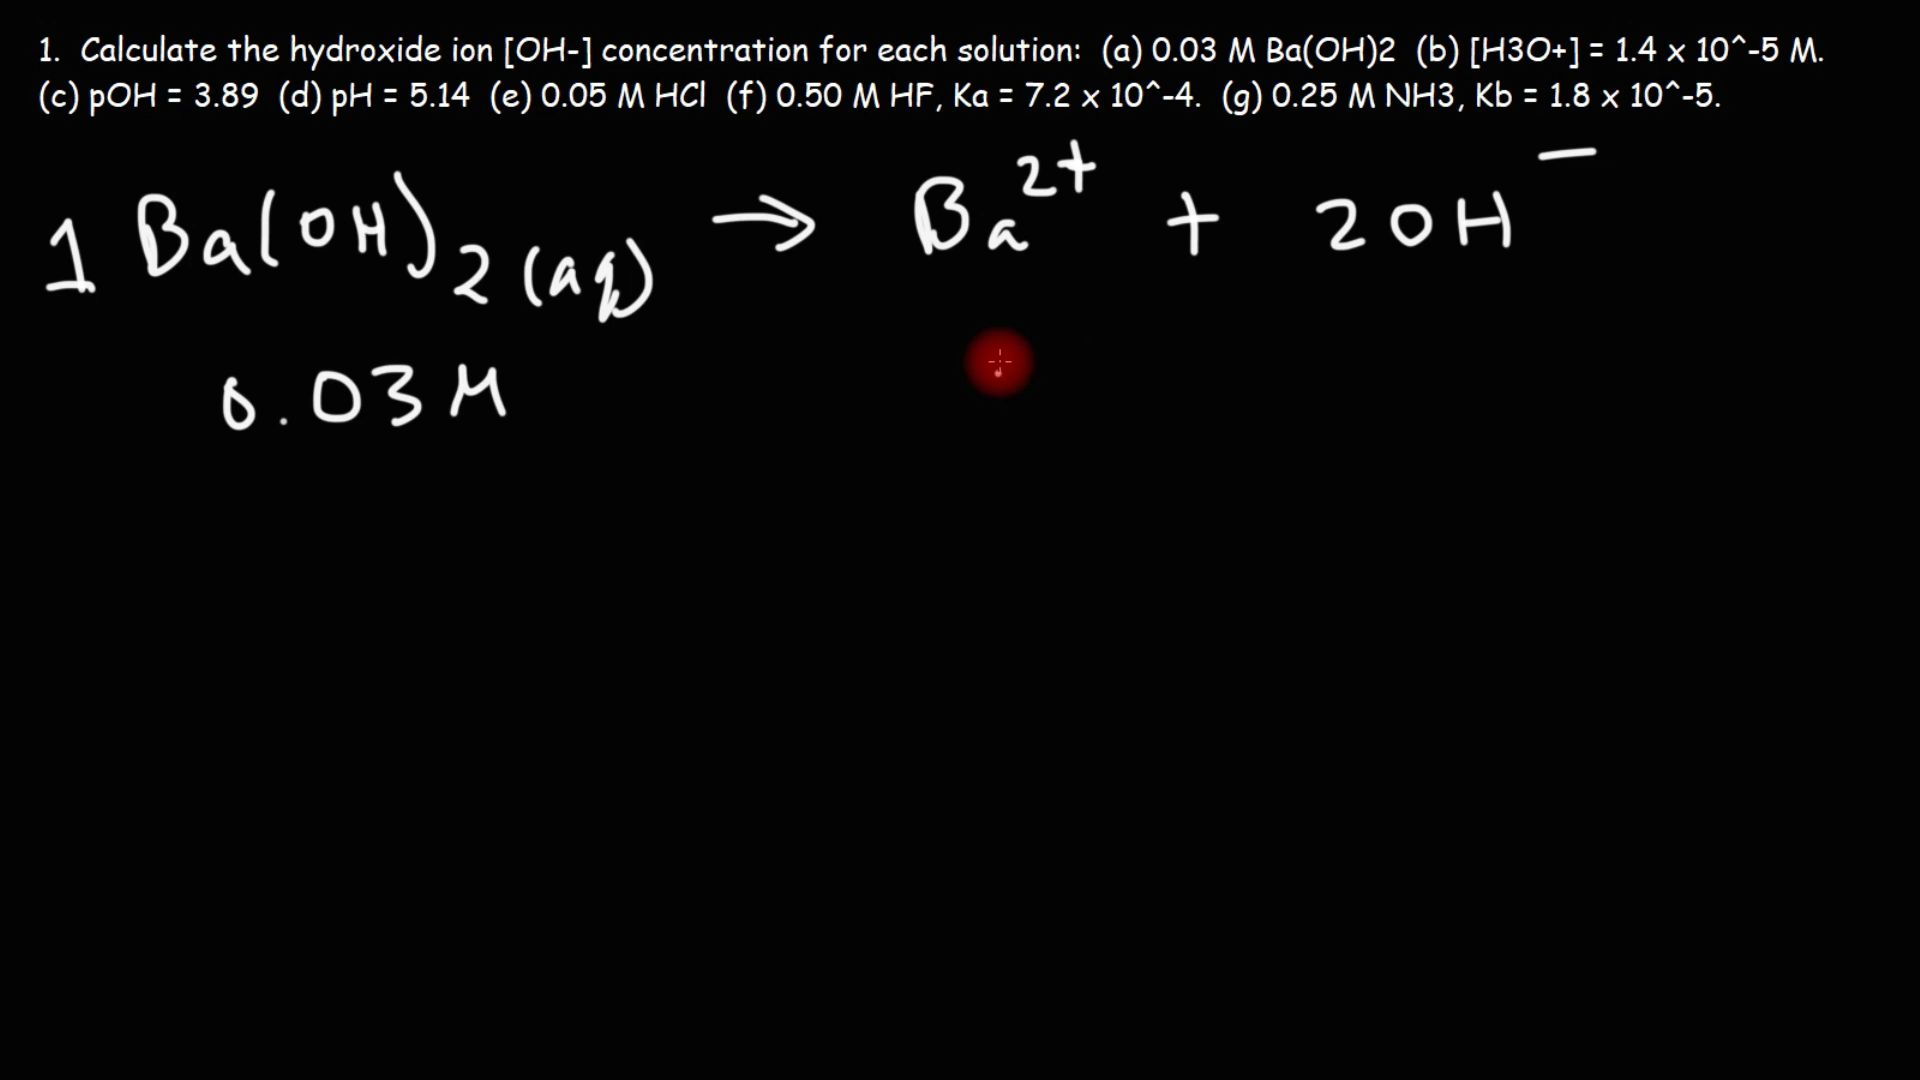 1. Calculate the hydroxide ion [OH-] concentration for each solution: (a) 0.03 M Ba(OH)2 (b) [H3O+] = 1.4 x 10^-5 M.
(c) pOH = 3.89 (d) pH = 5.14 (e) 0.05 M HCl (f) 0.50 M HF, Ka = 7.2 x 10^-4. (g) 0.25 M NH3, Kb = 1.8 x 10^-5.
1 Ba(OH)₂ (aq) → Ba²⁺ + 2OH⁻
0.03 M